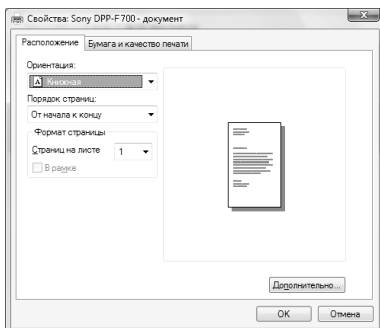 Свойства: Sony DPP-F700 - документ
Расположение Бумага и качество печати
Ориентация:
A Книжная
Порядок страниц:
От начала к концу
Формат страницы
Страниц на листе 1
В рамке
Дополнительно...
OK Отмена